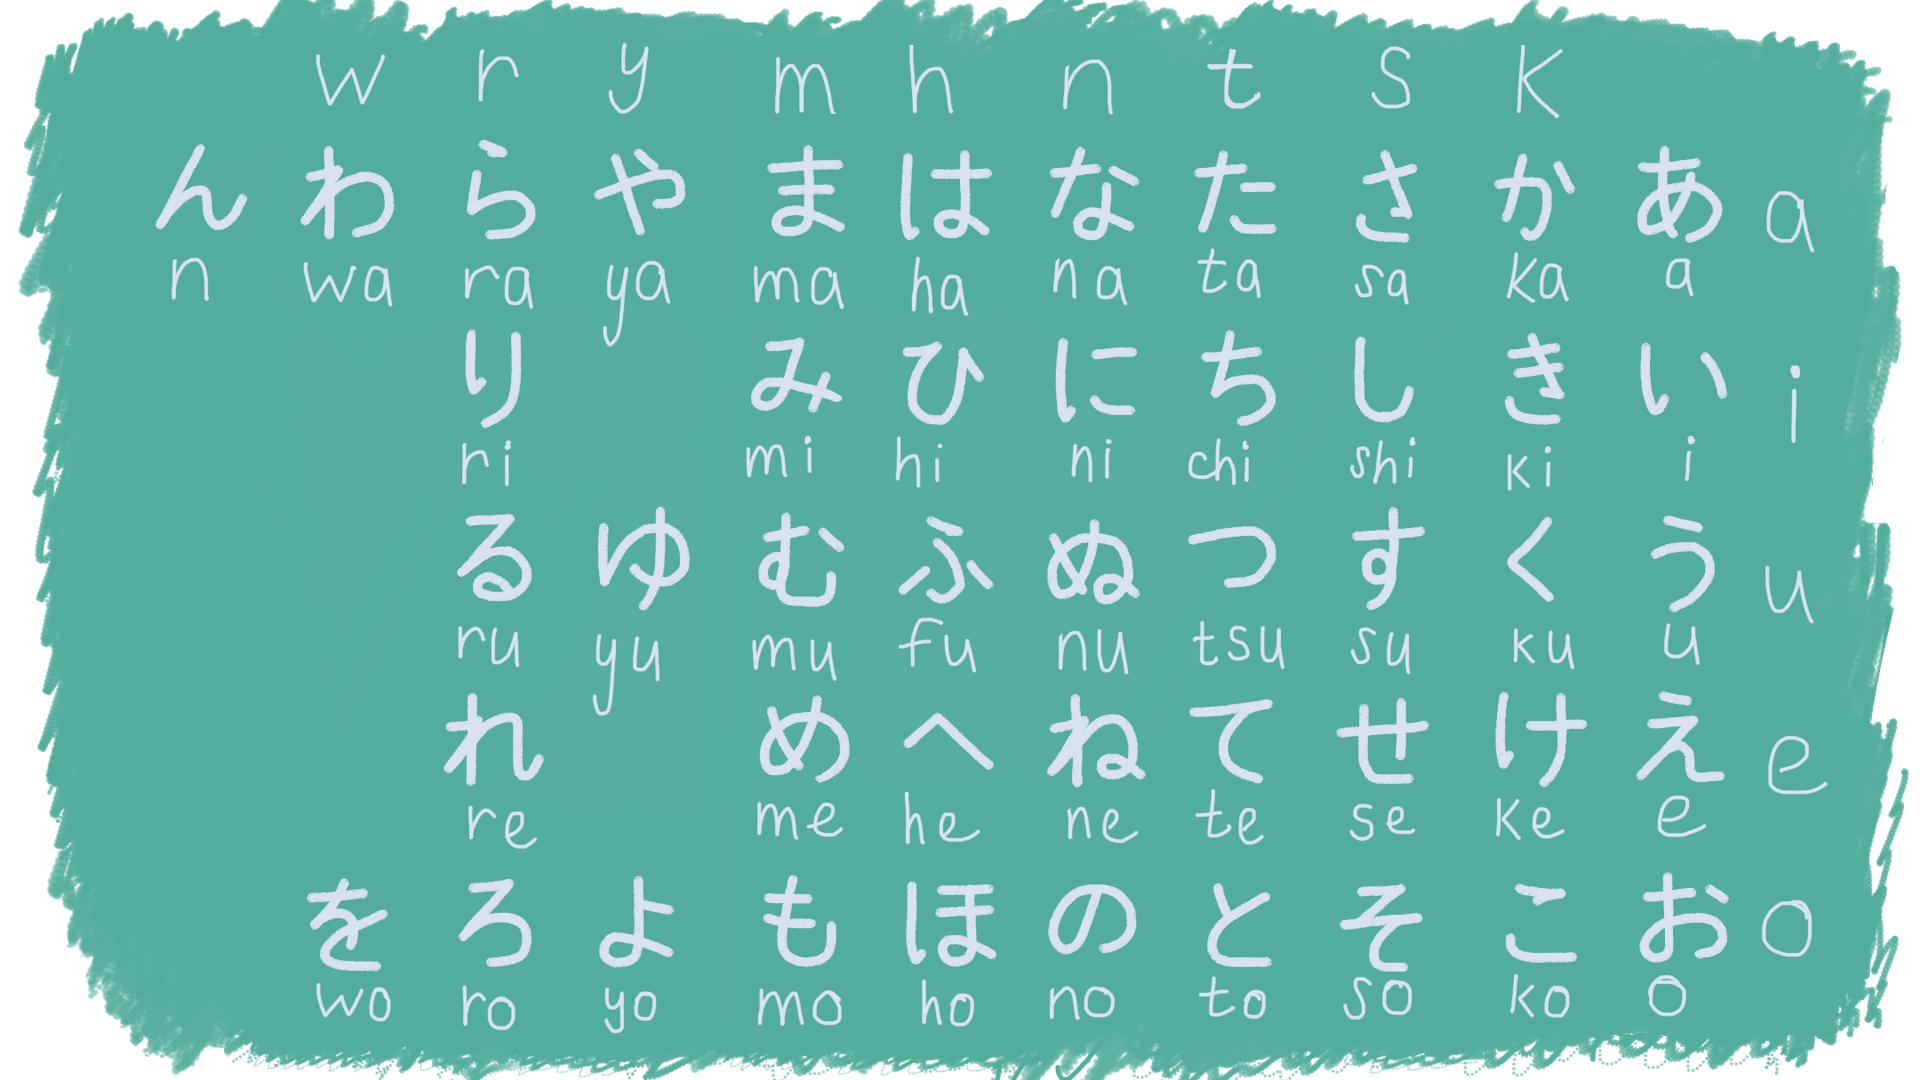 w r y m h n t s K
ん わ ら や ま は な た さ か あ a
n wa ra ya ma ha na ta sa ka a
り み ひ に ち し き い i
ri mi hi ni chi shi ki i
る ゆ む ふ ぬ つ す く う u
ru yu mu fu nu tsu su ku u
れ め へ ね て せ け え e
re me he ne te se ke e
を ろ よ も ほ の と そ こ お o
wo ro yo mo ho no to so ko o